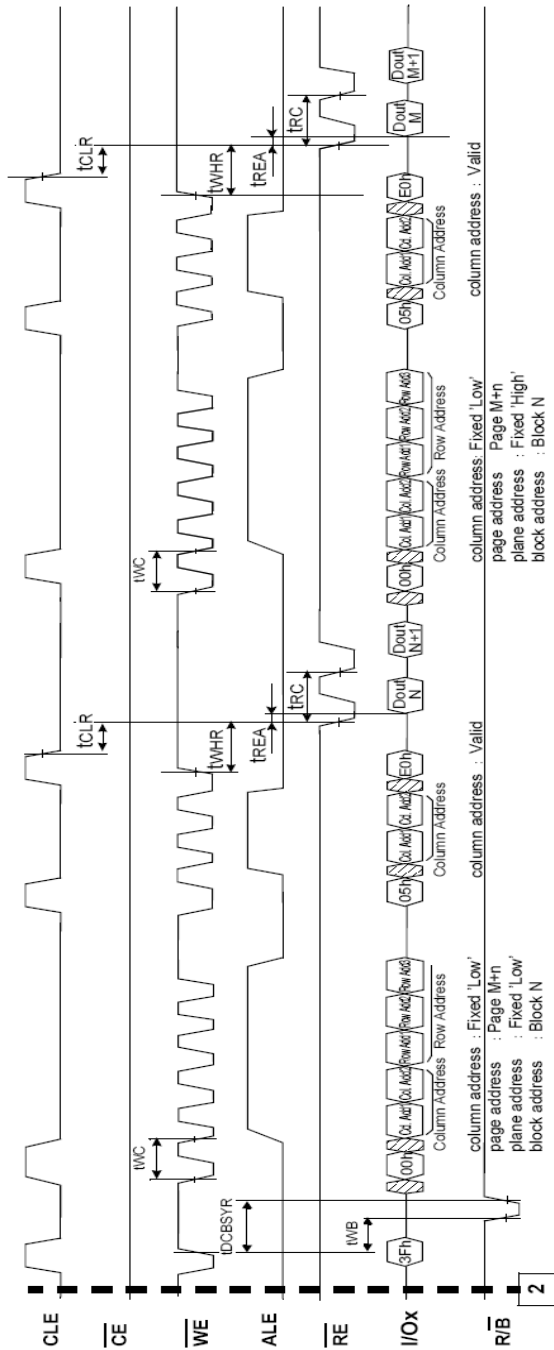 CLE
tCLR
tCLR
CE
WE
tWC
tWHR
tWC
tWHR
ALE
tDCBSYR
tREA
tREA
RE
tWB
tRC
tRC
I/Ox
3Fh
00h
Col. Add1
Col. Add2
Row Add1
Row Add2
Row Add3
05h
Col. Add1
Col. Add2
E0h
Dout N
Dout N+1
00h
Col. Add1
Col. Add2
Row Add1
Row Add2
Row Add3
05h
Col. Add1
Col. Add2
E0h
Dout M
Dout M+1
Column Address
Row Address
Column Address
Column Address
Row Address
Column Address
R/B
column address : Fixed 'Low'
page address : Page M+n
plane address : Fixed 'Low'
block address : Block N
column address : Valid
column address: Fixed 'Low'
page address Page M+n
plane address : Fixed 'High'
block address : Block N
column address : Valid
2